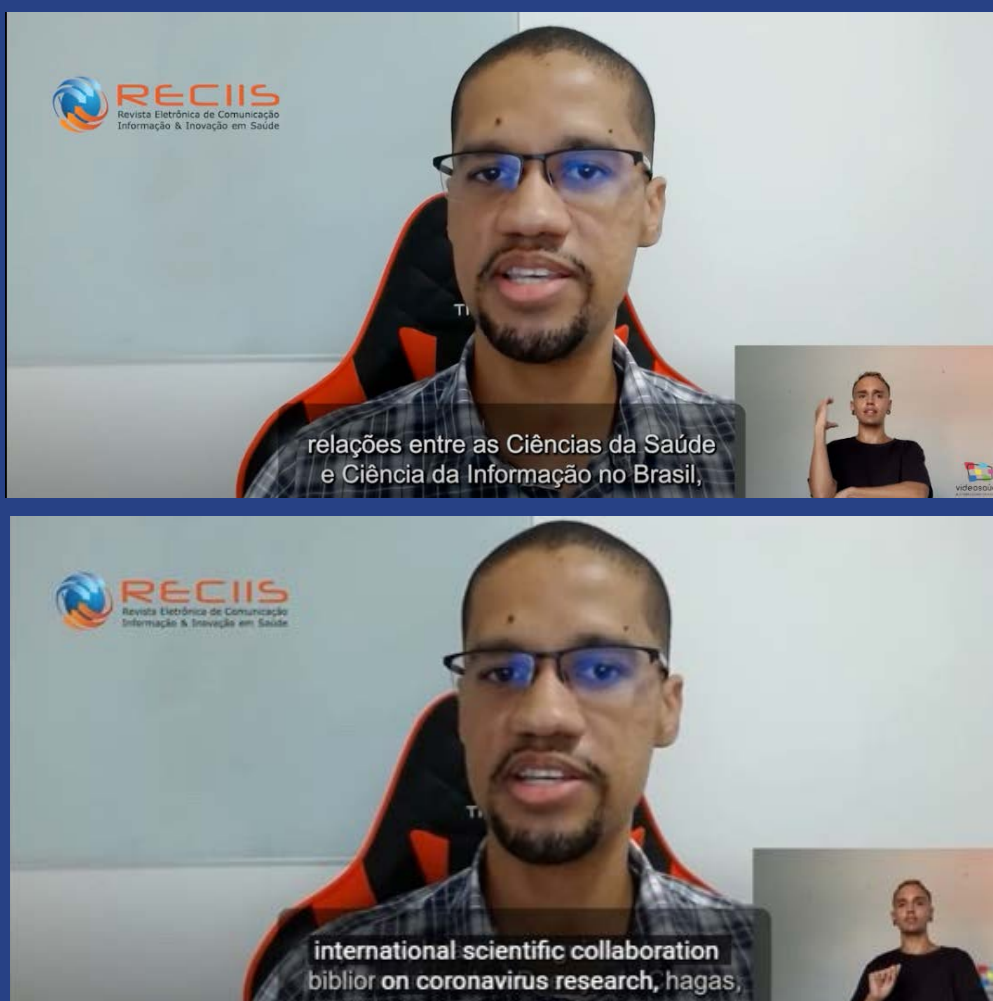 RECIIS
Revista Eletrônica de Comunicação
Informação & Inovação em Saúde
TH
relações entre as Ciências da Saúde
e Ciência da Informação no Brasil,
RECIIS
Revista Eletrônica de Comunicação
Informação & Inovação em Saúde
international scientific collaboration
on coronavirus research, hagas,